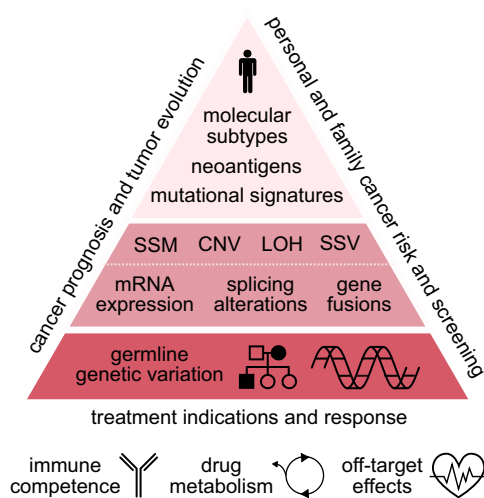 cancer prognosis and tumor evolution
personal and family cancer risk and screening
molecular
subtypes
neoantigens
mutational signatures
SSM CNV LOH SSV
mRNA
expression
splicing
alterations
gene
fusions
germline
genetic variation
treatment indications and response
immune
competence
drug
metabolism
off-target
effects